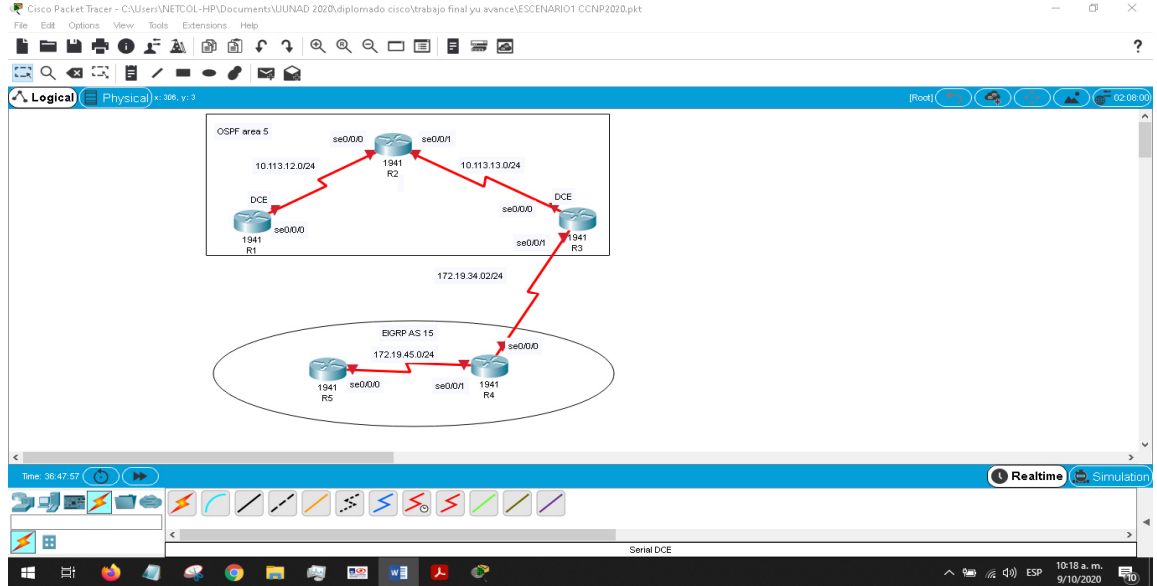 Cisco Packet Tracer - C:\Users\NETCOL-HP\Documents\UUNAD 2020\diplomado cisco\trabajo final yu avance\ESCENARIO1 CCNP2020.pkt
File Edit Options View Tools Extensions Help
?
Logical Physical x: 306, y: 3 [Root] 02:08:00
OSPF area 5
se0/0/0 se0/0/1
10.113.12.0/24 1941 10.113.13.0/24
R2
DCE DCE
se0/0/0
se0/0/0
1941 1941
R1 se0/0/1 R3
172.19.34.02/24
EIGRP AS 15
se0/0/0
172.19.45.0/24
1941 se0/0/0 se0/0/1 1941
R5 R4
Time: 36:47:57 Realtime Simulation
Serial DCE
ESP 10:18 a. m.
9/10/2020 10